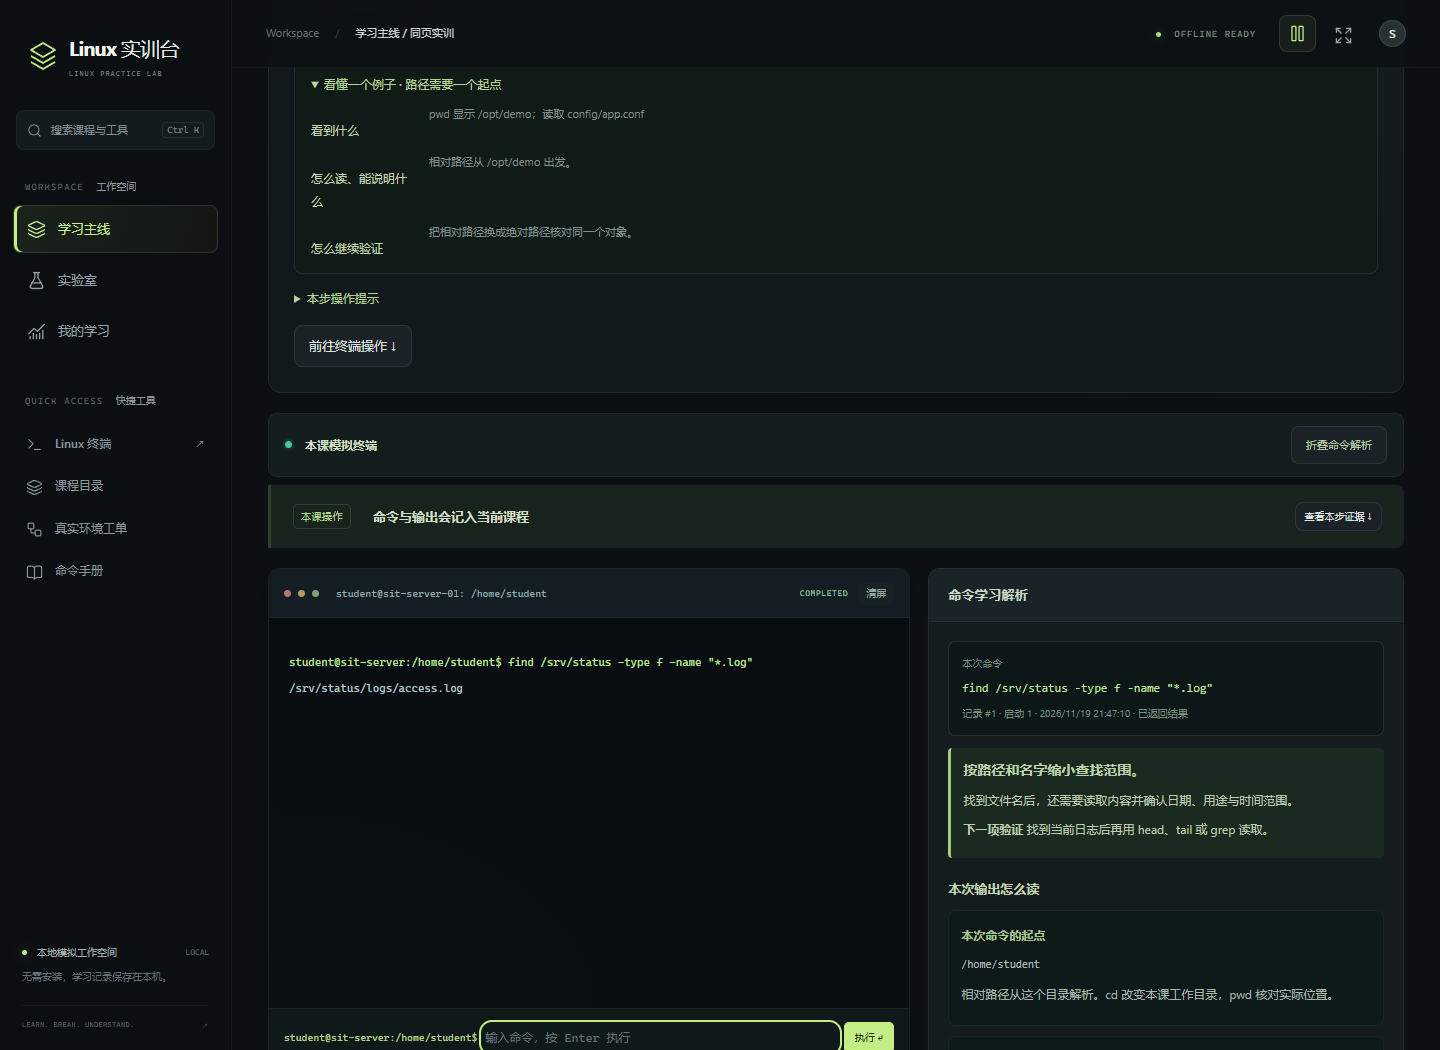 Linux 实训台
LINUX PRACTICE LAB
搜索课程与工具
Ctrl K
WORKSPACE 工作空间
学习主线
实验室
我的学习
QUICK ACCESS 快捷工具
Linux 终端 ↗
课程目录
真实环境工单
命令手册
本地模拟工作空间
LOCAL
无需安装，学习记录保存在本机。
LEARN. BREAK. UNDERSTAND. ↗
Workspace / 学习主线 / 同页实训
OFFLINE READY
S
▼ 看懂一个例子 · 路径需要一个起点
看到什么
pwd 显示 /opt/demo；读取 config/app.conf
怎么读、能说明什
么
相对路径从 /opt/demo 出发。
怎么继续验证
把相对路径换成绝对路径核对同一个对象。
▶ 本步操作提示
前往终端操作 ↓
本课模拟终端
折叠命令解析
本课操作
命令与输出会记入当前课程
查看本步证据 ↓
student@sit-server-01: /home/student
COMPLETED
清屏
student@sit-server:/home/student$ find /srv/status -type f -name "*.log"
/srv/status/logs/access.log
student@sit-server:/home/student$
输入命令，按 Enter 执行
执行 ↲
命令学习解析
本次命令
find /srv/status -type f -name "*.log"
记录 #1 · 启动 1 · 2026/11/19 21:47:10 · 已返回结果
按路径和名字缩小查找范围。
找到文件名后，还需要读取内容并确认日期、用途与时间范围。
下一项验证 找到当前日志后再用 head、tail 或 grep 读取。
本次输出怎么读
本次命令的起点
/home/student
相对路径从这个目录解析。cd 改变本课工作目录，pwd 核对实际位置。